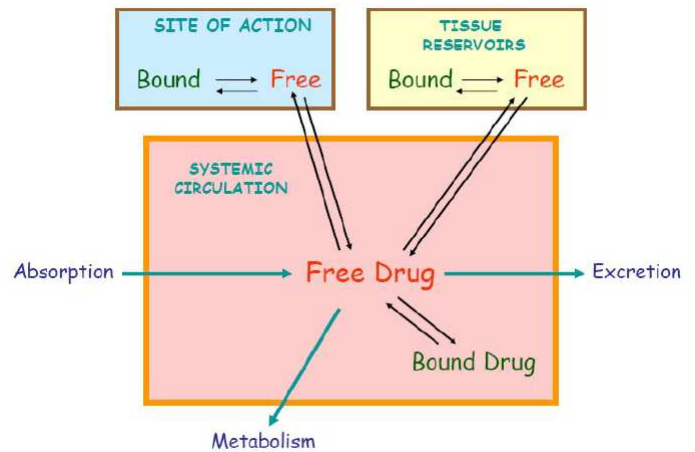 SITE OF ACTION
Bound
Free
TISSUE
RESERVOIRS
Bound
Free
SYSTEMIC
CIRCULATION
Absorption
Free Drug
Excretion
Bound Drug
Metabolism